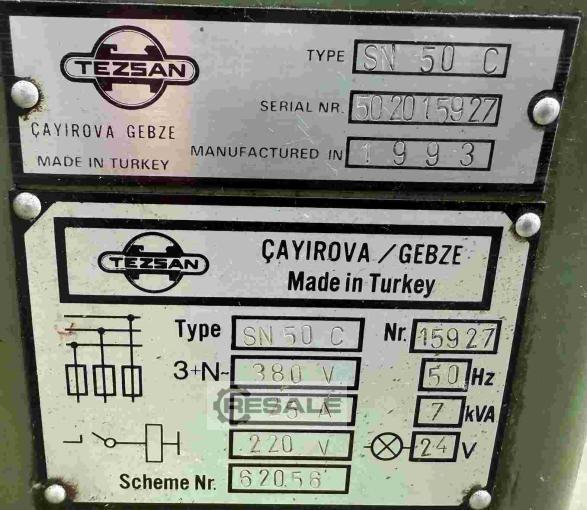 TEZSAN
TYPE SN 50 C
SERIAL NR. 502015927
ÇAYIROVA GEBZE
MADE IN TURKEY
MANUFACTURED IN 1993
TEZSAN
ÇAYIROVA / GEBZE
Made in Turkey
Type SN 50 C Nr. 15927
3+N~ 380 V 50 Hz
RESALE
A 7 kVA
220 V 24 V
Scheme Nr. 62056